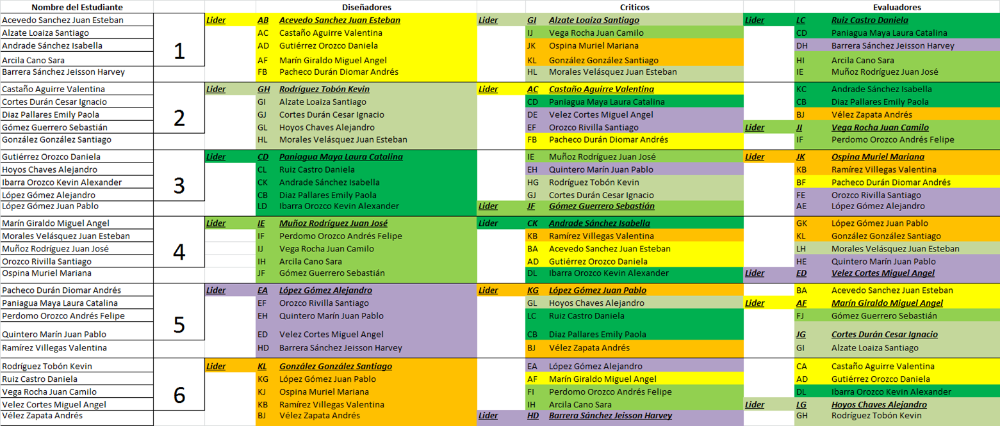 Nombre del Estudiante Diseñadores Criticos Evaluadores
Acevedo Sanchez Juan Esteban Lider AB Acevedo Sanchez Juan Esteban Lider GI Alzate Loaiza Santiago Lider LC Ruiz Castro Daniela
Alzate Loaiza Santiago AC Castaño Aguirre Valentina IJ Vega Rocha Juan Camilo CD Paniagua Maya Laura Catalina
Andrade Sánchez Isabella 1 AD Gutiérrez Orozco Daniela JK Ospina Muriel Mariana DH Barrera Sánchez Jeisson Harvey
Arcila Cano Sara AF Marín Giraldo Miguel Angel KL González González Santiago HI Arcila Cano Sara
Barrera Sánchez Jeisson Harvey FB Pacheco Durán Diomar Andrés HL Morales Velásquez Juan Esteban IE Muñoz Rodríguez Juan José
Castaño Aguirre Valentina Lider GH Rodríguez Tobón Kevin Lider AC Castaño Aguirre Valentina KC Andrade Sánchez Isabella
Cortes Durán Cesar Ignacio GI Alzate Loaiza Santiago CD Paniagua Maya Laura Catalina CB Diaz Pallares Emily Paola
Diaz Pallares Emily Paola 2 GJ Cortes Durán Cesar Ignacio DE Velez Cortes Miguel Angel BJ Vélez Zapata Andrés
Gómez Guerrero Sebastián GL Hoyos Chaves Alejandro EF Orozco Rivilla Santiago Lider JI Vega Rocha Juan Camilo
González González Santiago HL Morales Velásquez Juan Esteban FB Pacheco Durán Diomar Andrés IF Perdomo Orozco Andrés Felipe
Gutiérrez Orozco Daniela Lider CD Paniagua Maya Laura Catalina IE Muñoz Rodríguez Juan José Lider JK Ospina Muriel Mariana
Hoyos Chaves Alejandro CL Ruiz Castro Daniela EH Quintero Marín Juan Pablo KB Ramírez Villegas Valentina
Ibarra Orozco Kevin Alexander 3 CK Andrade Sánchez Isabella HG Rodríguez Tobón Kevin BF Pacheco Durán Diomar Andrés
López Gómez Alejandro CB Diaz Pallares Emily Paola GJ Cortes Durán Cesar Ignacio FE Orozco Rivilla Santiago
López Gómez Juan Pablo LD Ibarra Orozco Kevin Alexander Lider JF Gómez Guerrero Sebastián AE López Gómez Alejandro
Marín Giraldo Miguel Angel Lider IE Muñoz Rodríguez Juan José Lider CK Andrade Sánchez Isabella GK López Gómez Juan Pablo
Morales Velásquez Juan Esteban IF Perdomo Orozco Andrés Felipe KB Ramírez Villegas Valentina KL González González Santiago
Muñoz Rodríguez Juan José 4 IJ Vega Rocha Juan Camilo BA Acevedo Sanchez Juan Esteban LH Morales Velásquez Juan Esteban
Orozco Rivilla Santiago IH Arcila Cano Sara AD Gutiérrez Orozco Daniela HE Quintero Marín Juan Pablo
Ospina Muriel Mariana JF Gómez Guerrero Sebastián DL Ibarra Orozco Kevin Alexander Lider ED Velez Cortes Miguel Angel
Pacheco Durán Diomar Andrés Lider EA López Gómez Alejandro Lider KG López Gómez Juan Pablo BA Acevedo Sanchez Juan Esteban
Paniagua Maya Laura Catalina EF Orozco Rivilla Santiago GL Hoyos Chaves Alejandro Lider AF Marín Giraldo Miguel Angel
Perdomo Orozco Andrés Felipe 5 EH Quintero Marín Juan Pablo LC Ruiz Castro Daniela FJ Gómez Guerrero Sebastián
Quintero Marín Juan Pablo ED Velez Cortes Miguel Angel CB Diaz Pallares Emily Paola JG Cortes Durán Cesar Ignacio
Ramírez Villegas Valentina HD Barrera Sánchez Jeisson Harvey BJ Vélez Zapata Andrés GI Alzate Loaiza Santiago
Rodríguez Tobón Kevin Lider KL González González Santiago EA López Gómez Alejandro CA Castaño Aguirre Valentina
Ruiz Castro Daniela KG López Gómez Juan Pablo AF Marín Giraldo Miguel Angel AD Gutiérrez Orozco Daniela
Vega Rocha Juan Camilo 6 KJ Ospina Muriel Mariana FI Perdomo Orozco Andrés Felipe DL Ibarra Orozco Kevin Alexander
Velez Cortes Miguel Angel KB Ramírez Villegas Valentina IH Arcila Cano Sara Lider LG Hoyos Chaves Alejandro
Vélez Zapata Andrés BJ Vélez Zapata Andrés Lider HD Barrera Sánchez Jeisson Harvey GH Rodríguez Tobón Kevin